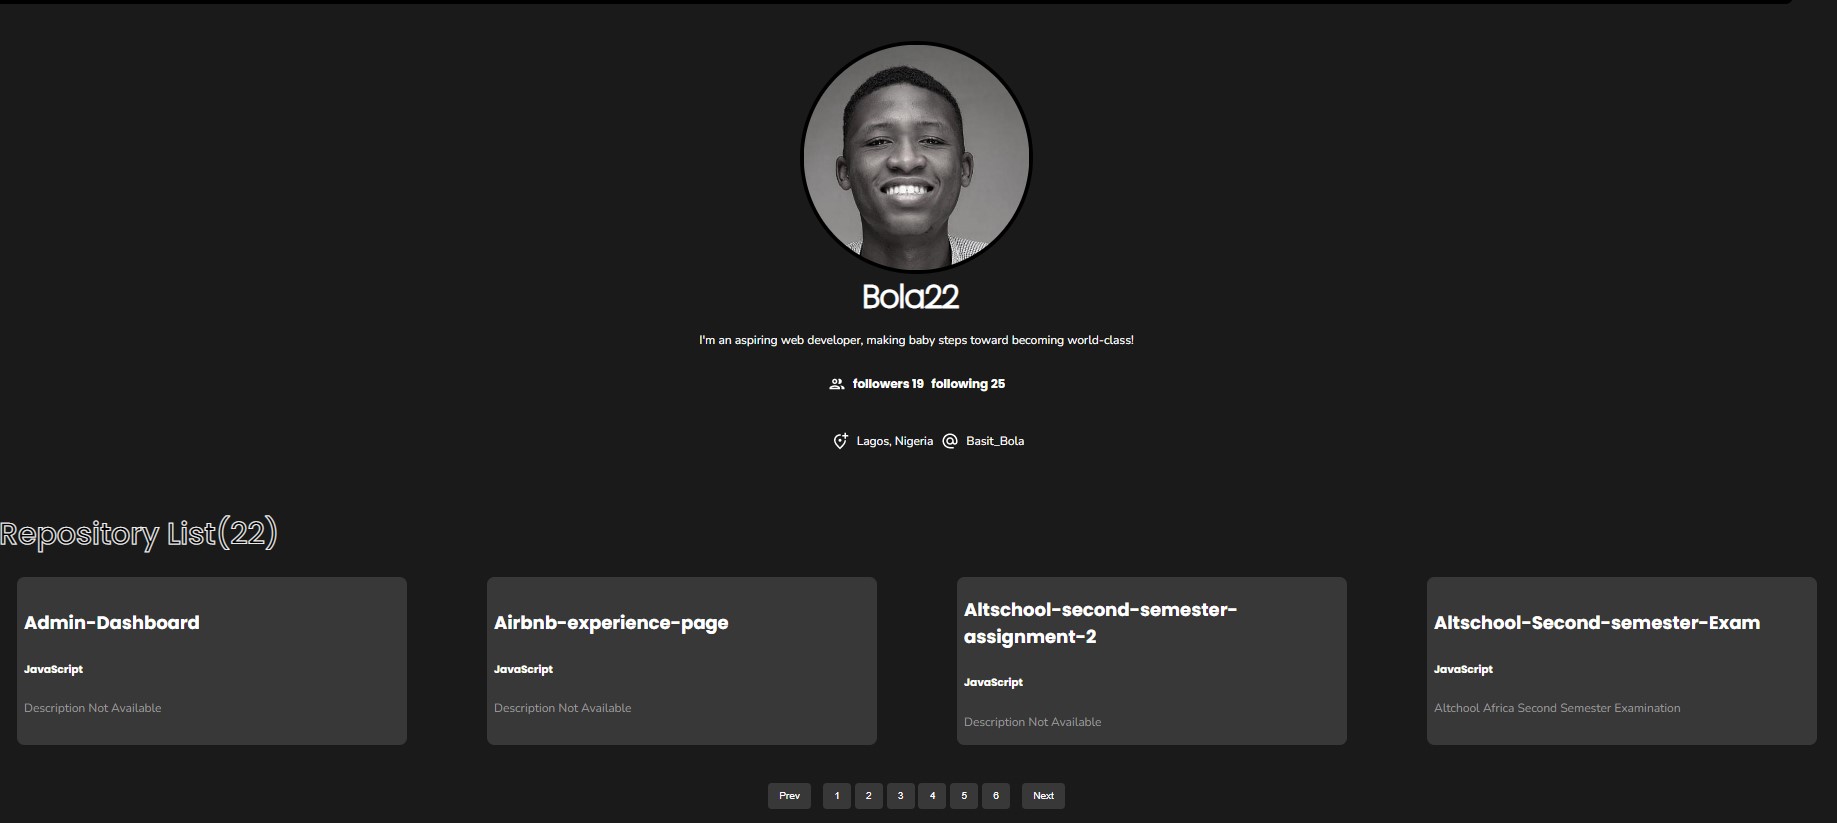 Bola22
I'm an aspiring web developer, making baby steps toward becoming world-class!
followers 19 following 25
Lagos, Nigeria Basit_Bola
Repository List(22)
Admin-Dashboard
JavaScript
Description Not Available
Airbnb-experience-page
JavaScript
Description Not Available
Altschool-second-semester-
assignment-2
JavaScript
Description Not Available
Altschool-Second-semester-Exam
JavaScript
Altchool Africa Second Semester Examination
Prev 1 2 3 4 5 6 Next